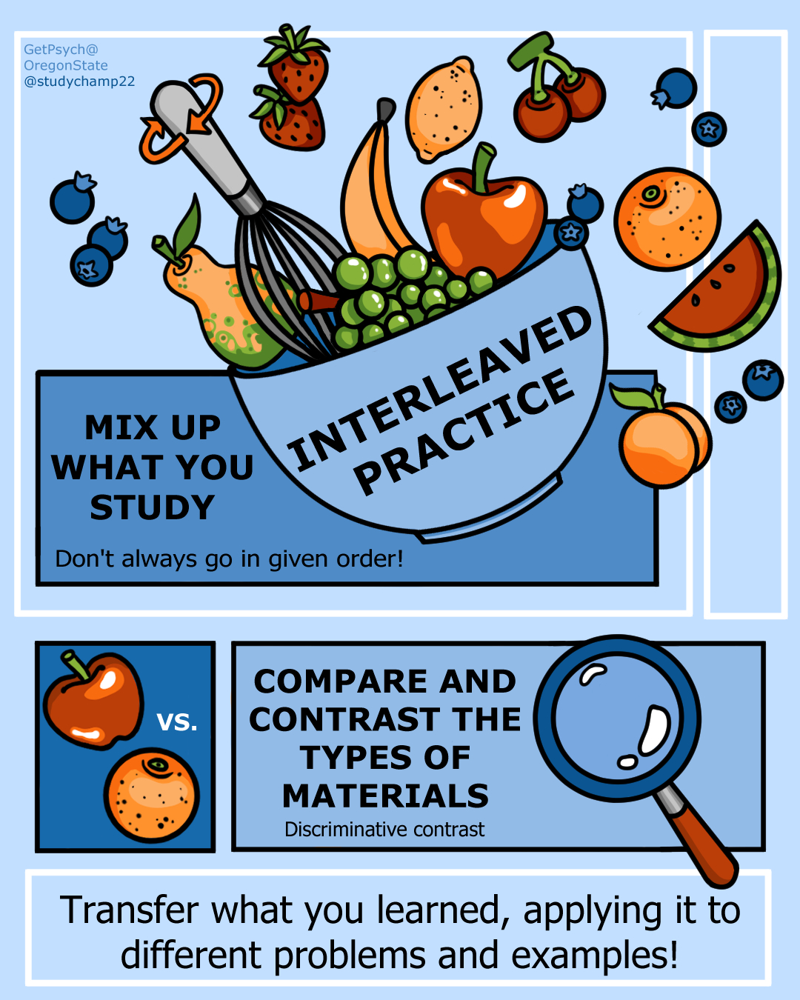 GetPsych@
OregonState
@studychamp22
INTERLEAVED
PRACTICE
MIX UP
WHAT YOU
STUDY
Don't always go in given order!
vs.
COMPARE AND
CONTRAST THE
TYPES OF
MATERIALS
Discriminative contrast
Transfer what you learned, applying it to
different problems and examples!